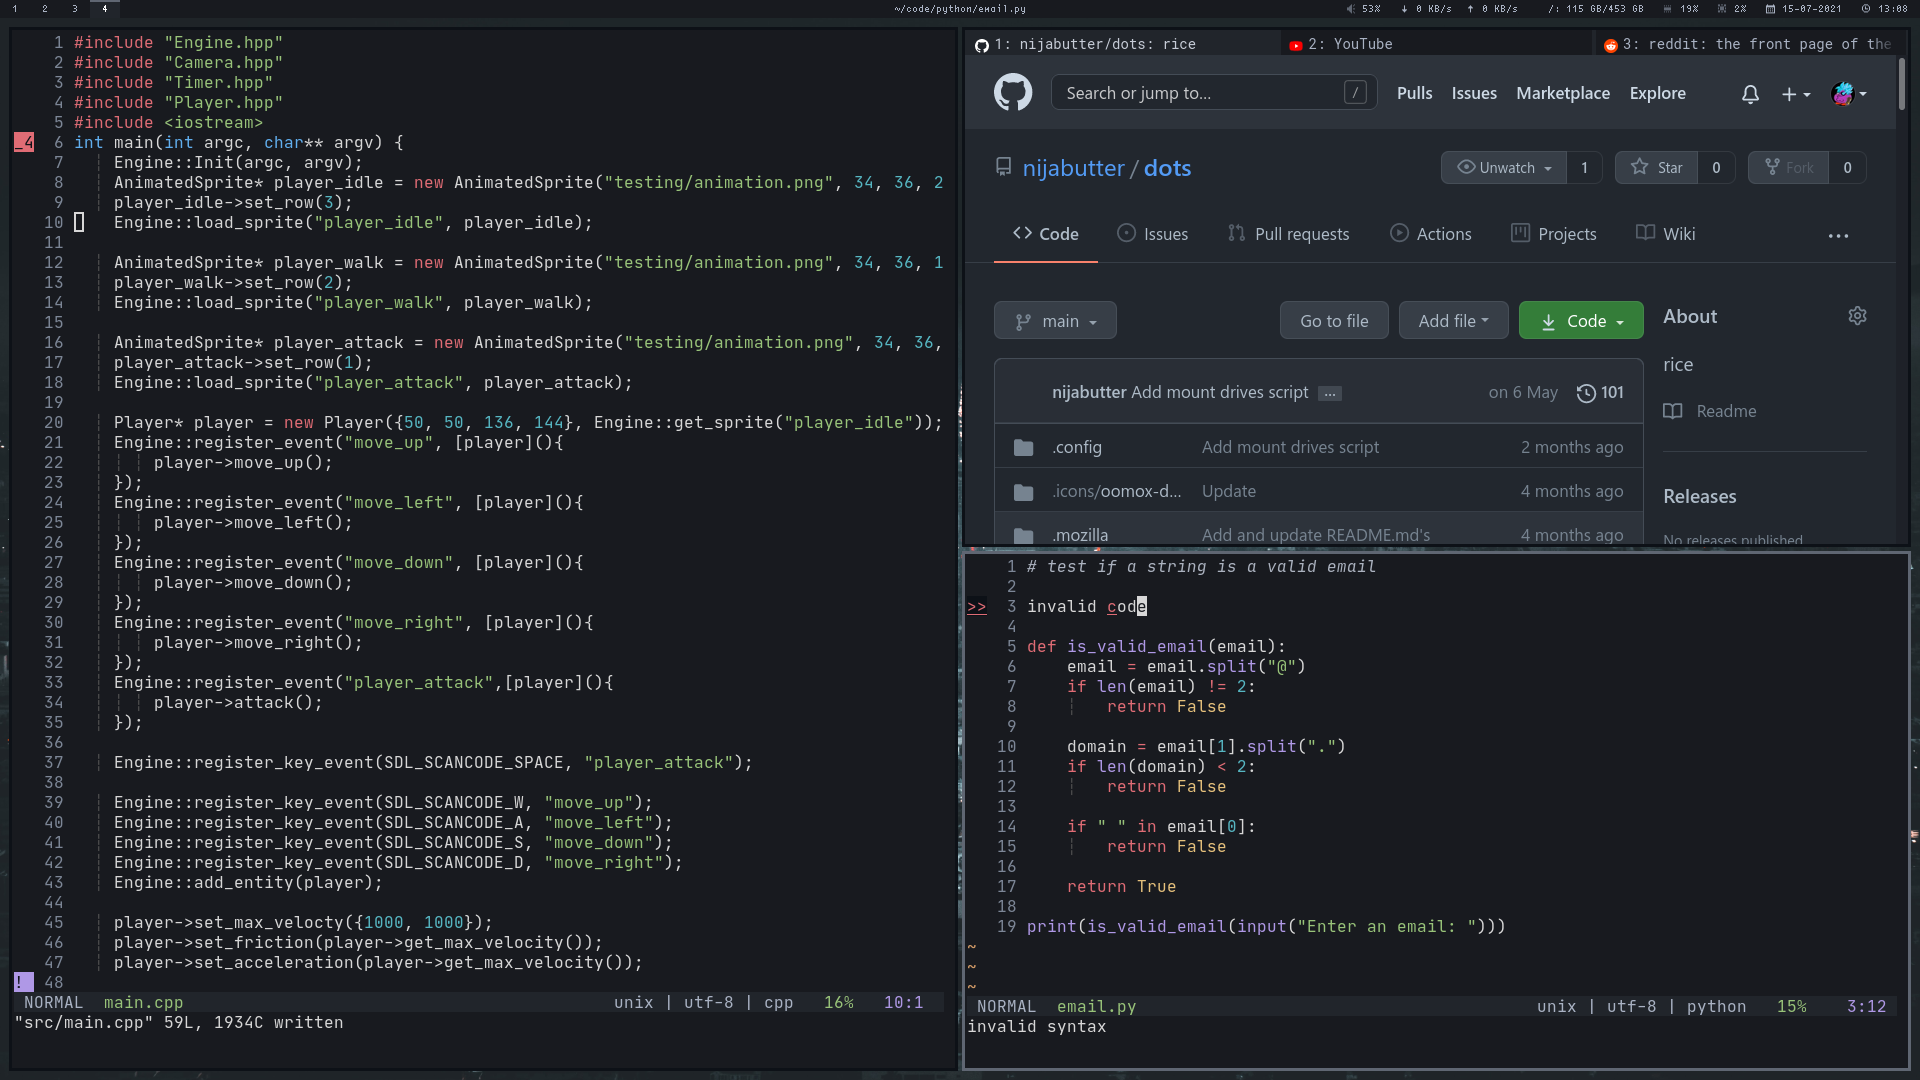 1 2 3 4 ~/code/python/email.py 53% ↓ 0 KB/s ↑ 0 KB/s /: 115 GB/453 GB 19% 2% 15-07-2021 13:08
1 #include "Engine.hpp"
2 #include "Camera.hpp"
3 #include "Timer.hpp"
4 #include "Player.hpp"
5 #include <iostream>
_4 6 int main(int argc, char** argv) {
7 Engine::Init(argc, argv);
8 AnimatedSprite* player_idle = new AnimatedSprite("testing/animation.png", 34, 36, 2
9 player_idle->set_row(3);
10 Engine::load_sprite("player_idle", player_idle);
11
12 AnimatedSprite* player_walk = new AnimatedSprite("testing/animation.png", 34, 36, 1
13 player_walk->set_row(2);
14 Engine::load_sprite("player_walk", player_walk);
15
16 AnimatedSprite* player_attack = new AnimatedSprite("testing/animation.png", 34, 36,
17 player_attack->set_row(1);
18 Engine::load_sprite("player_attack", player_attack);
19
20 Player* player = new Player({50, 50, 136, 144}, Engine::get_sprite("player_idle"));
21 Engine::register_event("move_up", [player](){
22 player->move_up();
23 });
24 Engine::register_event("move_left", [player](){
25 player->move_left();
26 });
27 Engine::register_event("move_down", [player](){
28 player->move_down();
29 });
30 Engine::register_event("move_right", [player](){
31 player->move_right();
32 });
33 Engine::register_event("player_attack",[player](){
34 player->attack();
35 });
36
37 Engine::register_key_event(SDL_SCANCODE_SPACE, "player_attack");
38
39 Engine::register_key_event(SDL_SCANCODE_W, "move_up");
40 Engine::register_key_event(SDL_SCANCODE_A, "move_left");
41 Engine::register_key_event(SDL_SCANCODE_S, "move_down");
42 Engine::register_key_event(SDL_SCANCODE_D, "move_right");
43 Engine::add_entity(player);
44
45 player->set_max_velocty({1000, 1000});
46 player->set_friction(player->get_max_velocity());
47 player->set_acceleration(player->get_max_velocity());
! 48
NORMAL main.cpp unix | utf-8 | cpp 16% 10:1
"src/main.cpp" 59L, 1934C written
1: nijabutter/dots: rice 2: YouTube 3: reddit: the front page of the
Search or jump to... / Pulls Issues Marketplace Explore
nijabutter / dots Unwatch 1 Star 0 Fork 0
Code Issues Pull requests Actions Projects Wiki ...
main Go to file Add file Code About
rice
nijabutter Add mount drives script ... on 6 May 101
Readme
.config Add mount drives script 2 months ago
.icons/oomox-d... Update 4 months ago
Releases
.mozilla Add and update README.md's 4 months ago
No releases published
1 # test if a string is a valid email
2
>> 3 invalid code
4
5 def is_valid_email(email):
6 email = email.split("@")
7 if len(email) != 2:
8 return False
9
10 domain = email[1].split(".")
11 if len(domain) < 2:
12 return False
13
14 if " " in email[0]:
15 return False
16
17 return True
18
19 print(is_valid_email(input("Enter an email: ")))
~
~
~
NORMAL email.py unix | utf-8 | python 15% 3:12
invalid syntax